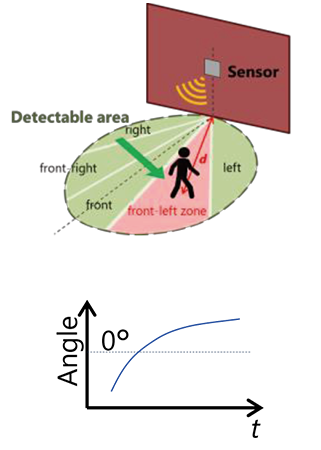 Sensor
Detectable area
right
d
front-right
left
front
front-left zone
Angle
0°
t